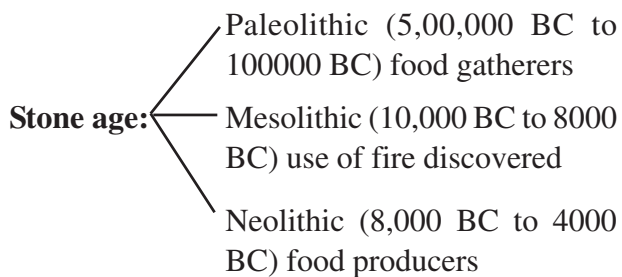 Paleolithic (5,00,000 BC to
100000 BC) food gatherers
Stone age:
Mesolithic (10,000 BC to 8000
BC) use of fire discovered
Neolithic (8,000 BC to 4000
BC) food producers